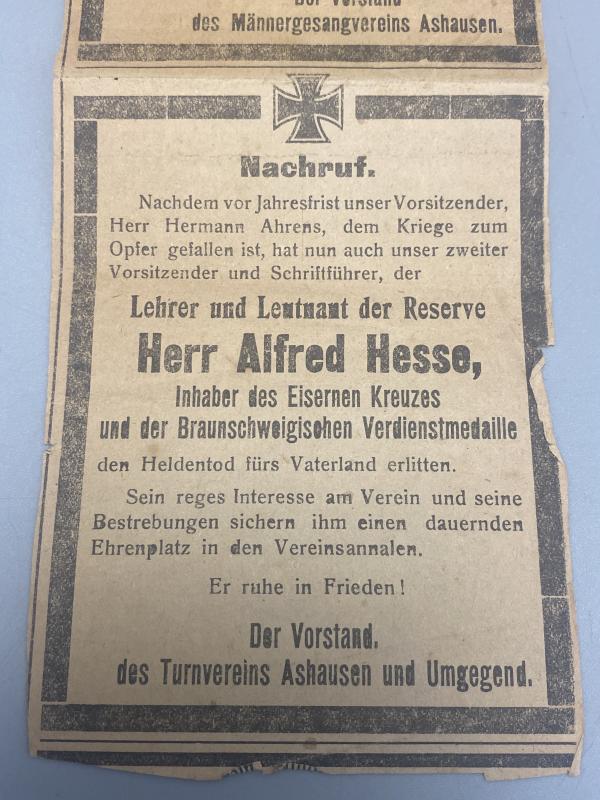 Der Vorstand
des Männergesangvereins Ashausen.
Nachruf.
Nachdem vor Jahresfrist unser Vorsitzender,
Herr Hermann Ahrens, dem Kriege zum
Opfer gefallen ist, hat nun auch unser zweiter
Vorsitzender und Schriftführer, der
Lehrer und Leutnant der Reserve
Herr Alfred Hesse,
Inhaber des Eisernen Kreuzes
und der Braunschweigischen Verdienstmedaille
den Heldentod fürs Vaterland erlitten.
Sein reges Interesse am Verein und seine
Bestrebungen sichern ihm einen dauernden
Ehrenplatz in den Vereinsannalen.
Er ruhe in Frieden!
Der Vorstand.
des Turnvereins Ashausen und Umgegend.